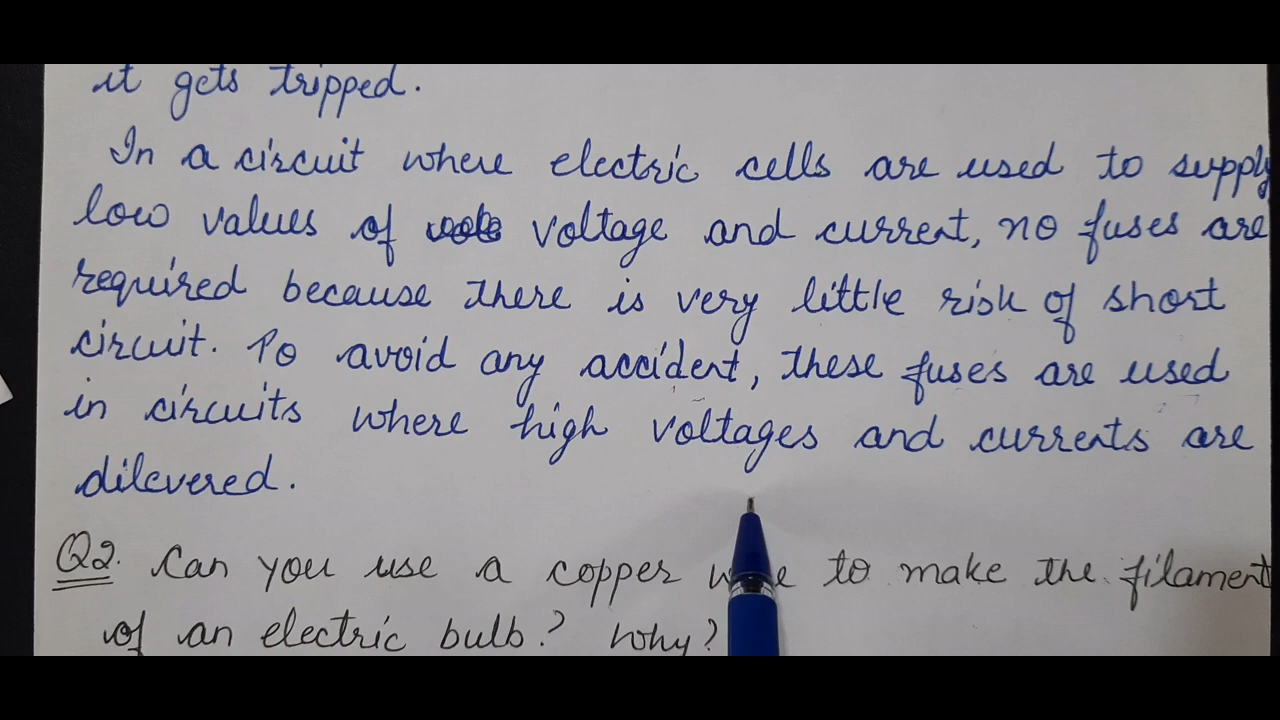 it gets tripped.
In a circuit where electric cells are used to supply
low values of voltage and current, no fuses are
required because there is very little risk of short
circuit. To avoid any accident, these fuses are used
in circuits where high voltages and currents are
dilevered.
Q2. Can you use a copper wire to make the filament
of an electric bulb? Why?